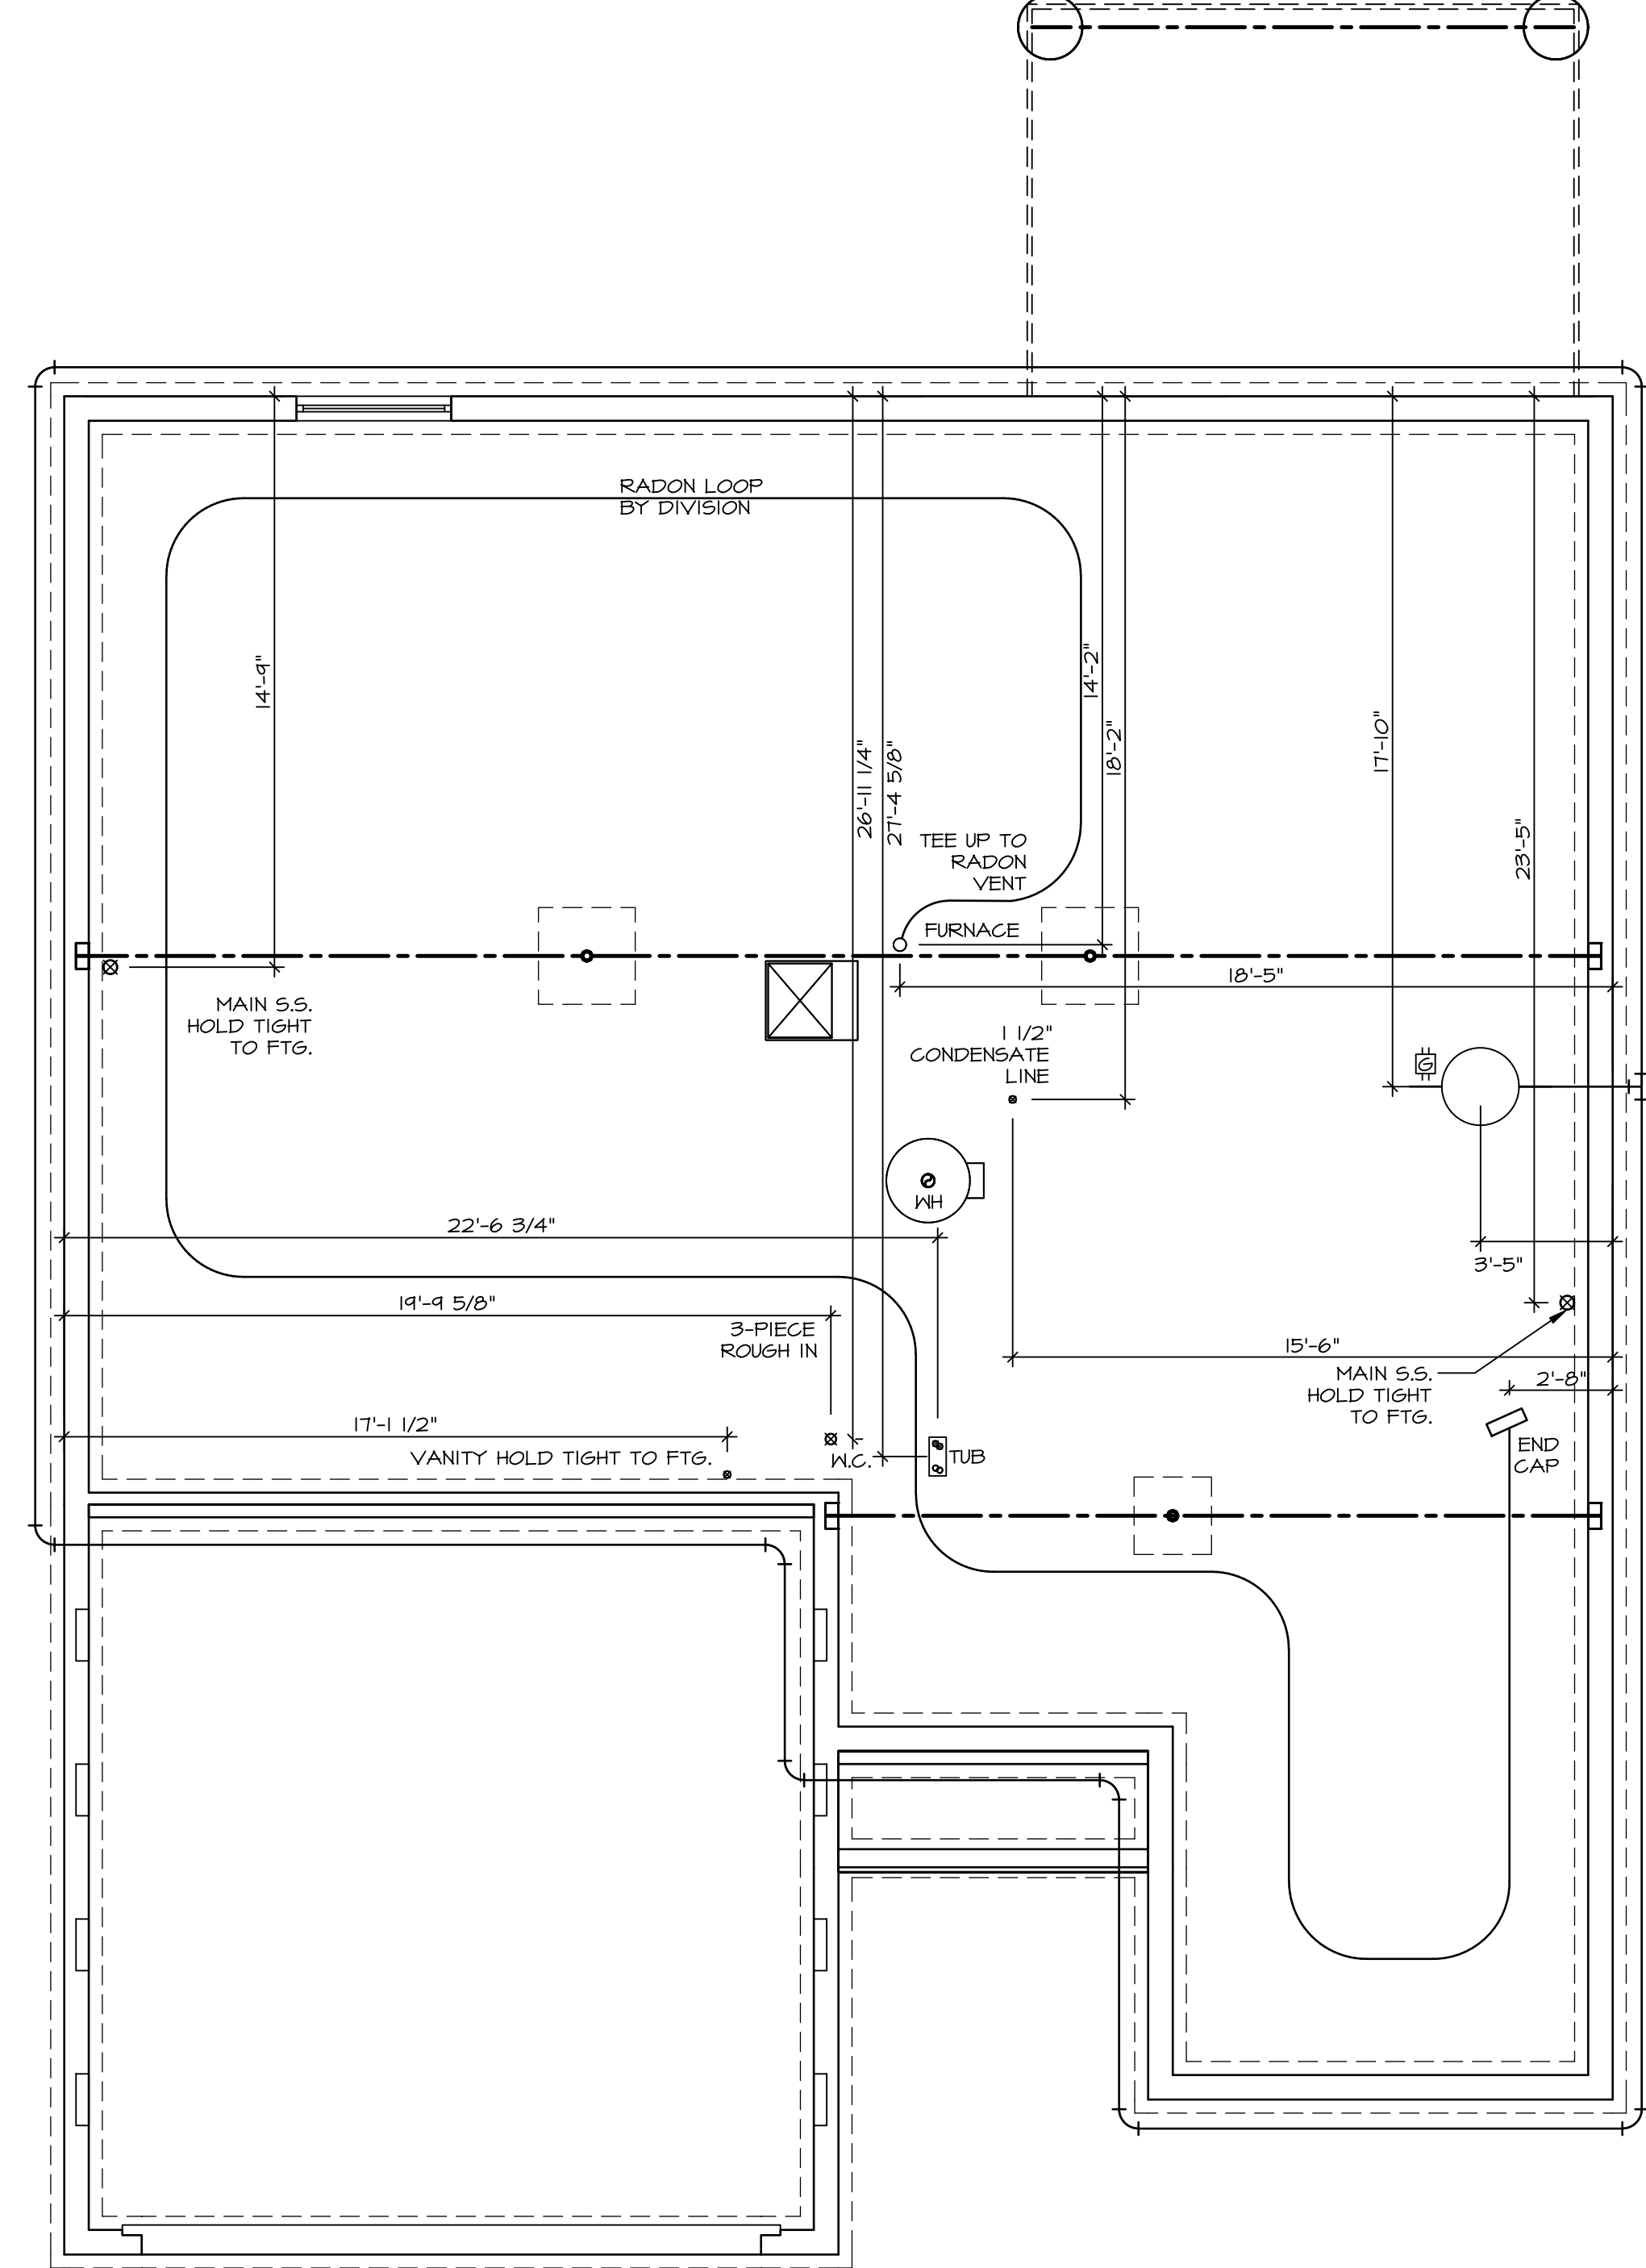 RADON LOOP
BY DIVISION
14'-9"
14'-2"
18'-2"
17'-10"
26'-11 1/4"
27'-4 5/8"
23'-5"
TEE UP TO
RADON
VENT
FURNACE
18'-5"
MAIN S.S.
HOLD TIGHT
TO FTG.
1 1/2"
CONDENSATE
LINE
G
WH
22'-6 3/4"
3'-5"
19'-9 5/8"
3-PIECE
ROUGH IN
15'-6"
MAIN S.S.
HOLD TIGHT
TO FTG.
2'-8"
17'-1 1/2"
VANITY HOLD TIGHT TO FTG.
W.C.
TUB
END
CAP